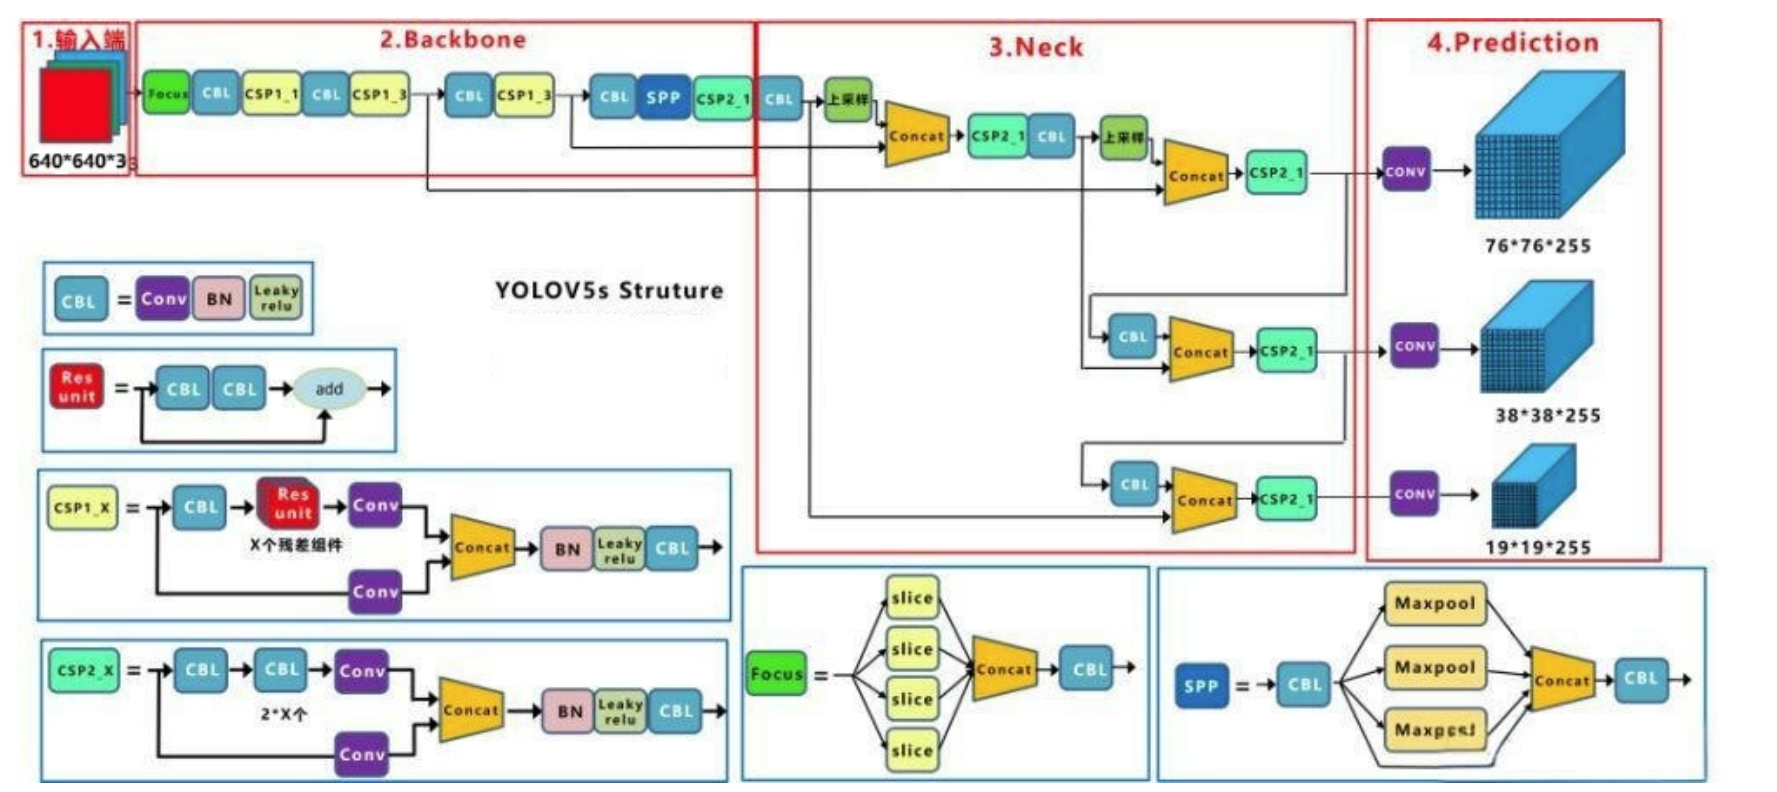 1.输入端
2.Backbone
3.Neck
4.Prediction
Focus
CBL
CSP1_1
CBL
CSP1_3
CBL
CSP1_3
CBL
SPP
CSP2_1
CBL
上采样
Concat
CSP2_1
CBL
上采样
Concat
CSP2_1
CONV
640*640*3
3
76*76*255
YOLOV5s Struture
CBL
Concat
CSP2_1
CONV
38*38*255
CBL
Concat
CSP2_1
CONV
19*19*255
CBL
=
Conv
BN
Leaky
relu
Res
unit
=
CBL
CBL
add
CSP1_X
=
CBL
Res
unit
Conv
X个残差组件
Conv
Concat
BN
Leaky
relu
CBL
CSP2_X
=
CBL
CBL
Conv
2*X个
Conv
Concat
BN
Leaky
relu
CBL
Focus
=
slice
slice
slice
slice
Concat
CBL
SPP
=
CBL
Maxpool
Maxpool
Maxpool
Concat
CBL